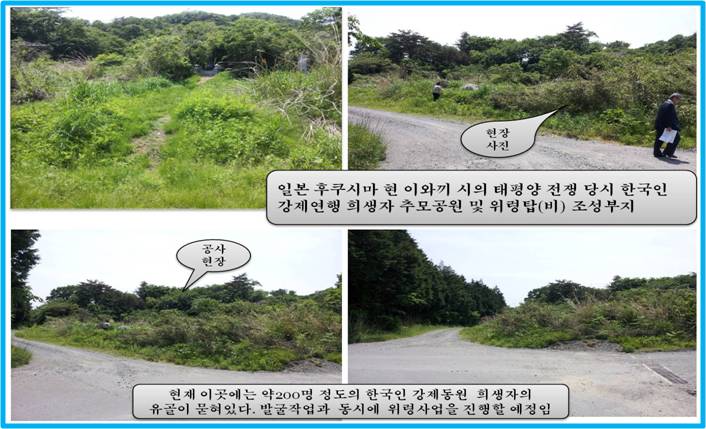 현장
사진
일본 후쿠시마 현 이와끼 시의 태평양 전쟁 당시 한국인
강제연행 희생자 추모공원 및 위령탑(비) 조성부지
공사
현장
현재 이곳에는 약200명 정도의 한국인 강제동원 희생자의
유골이 묻혀있다. 발굴작업과 동시에 위령사업을 진행할 예정임